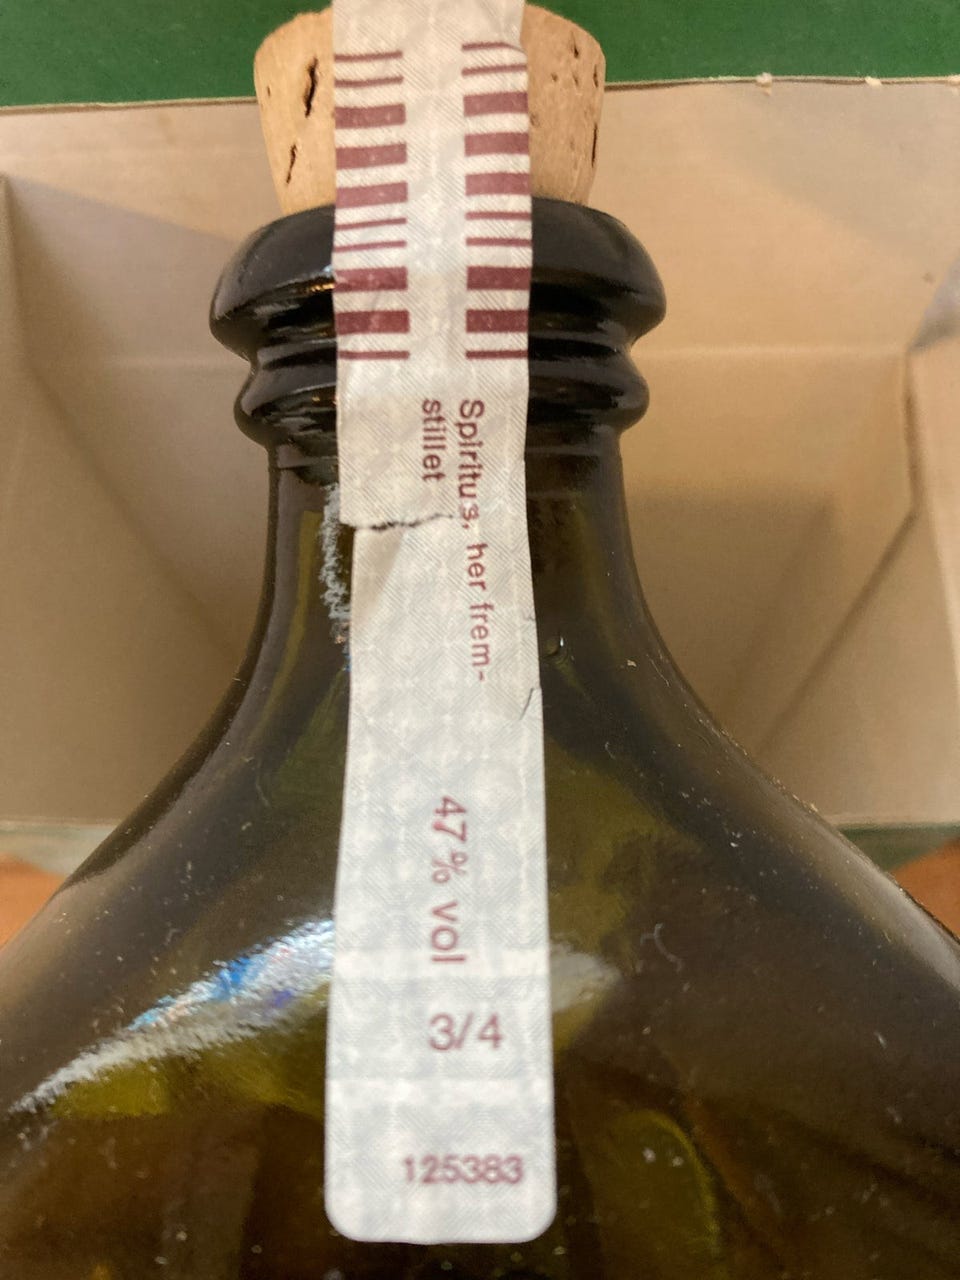 Spiritus, her frem-
stillet
47% vol
3/4
125383